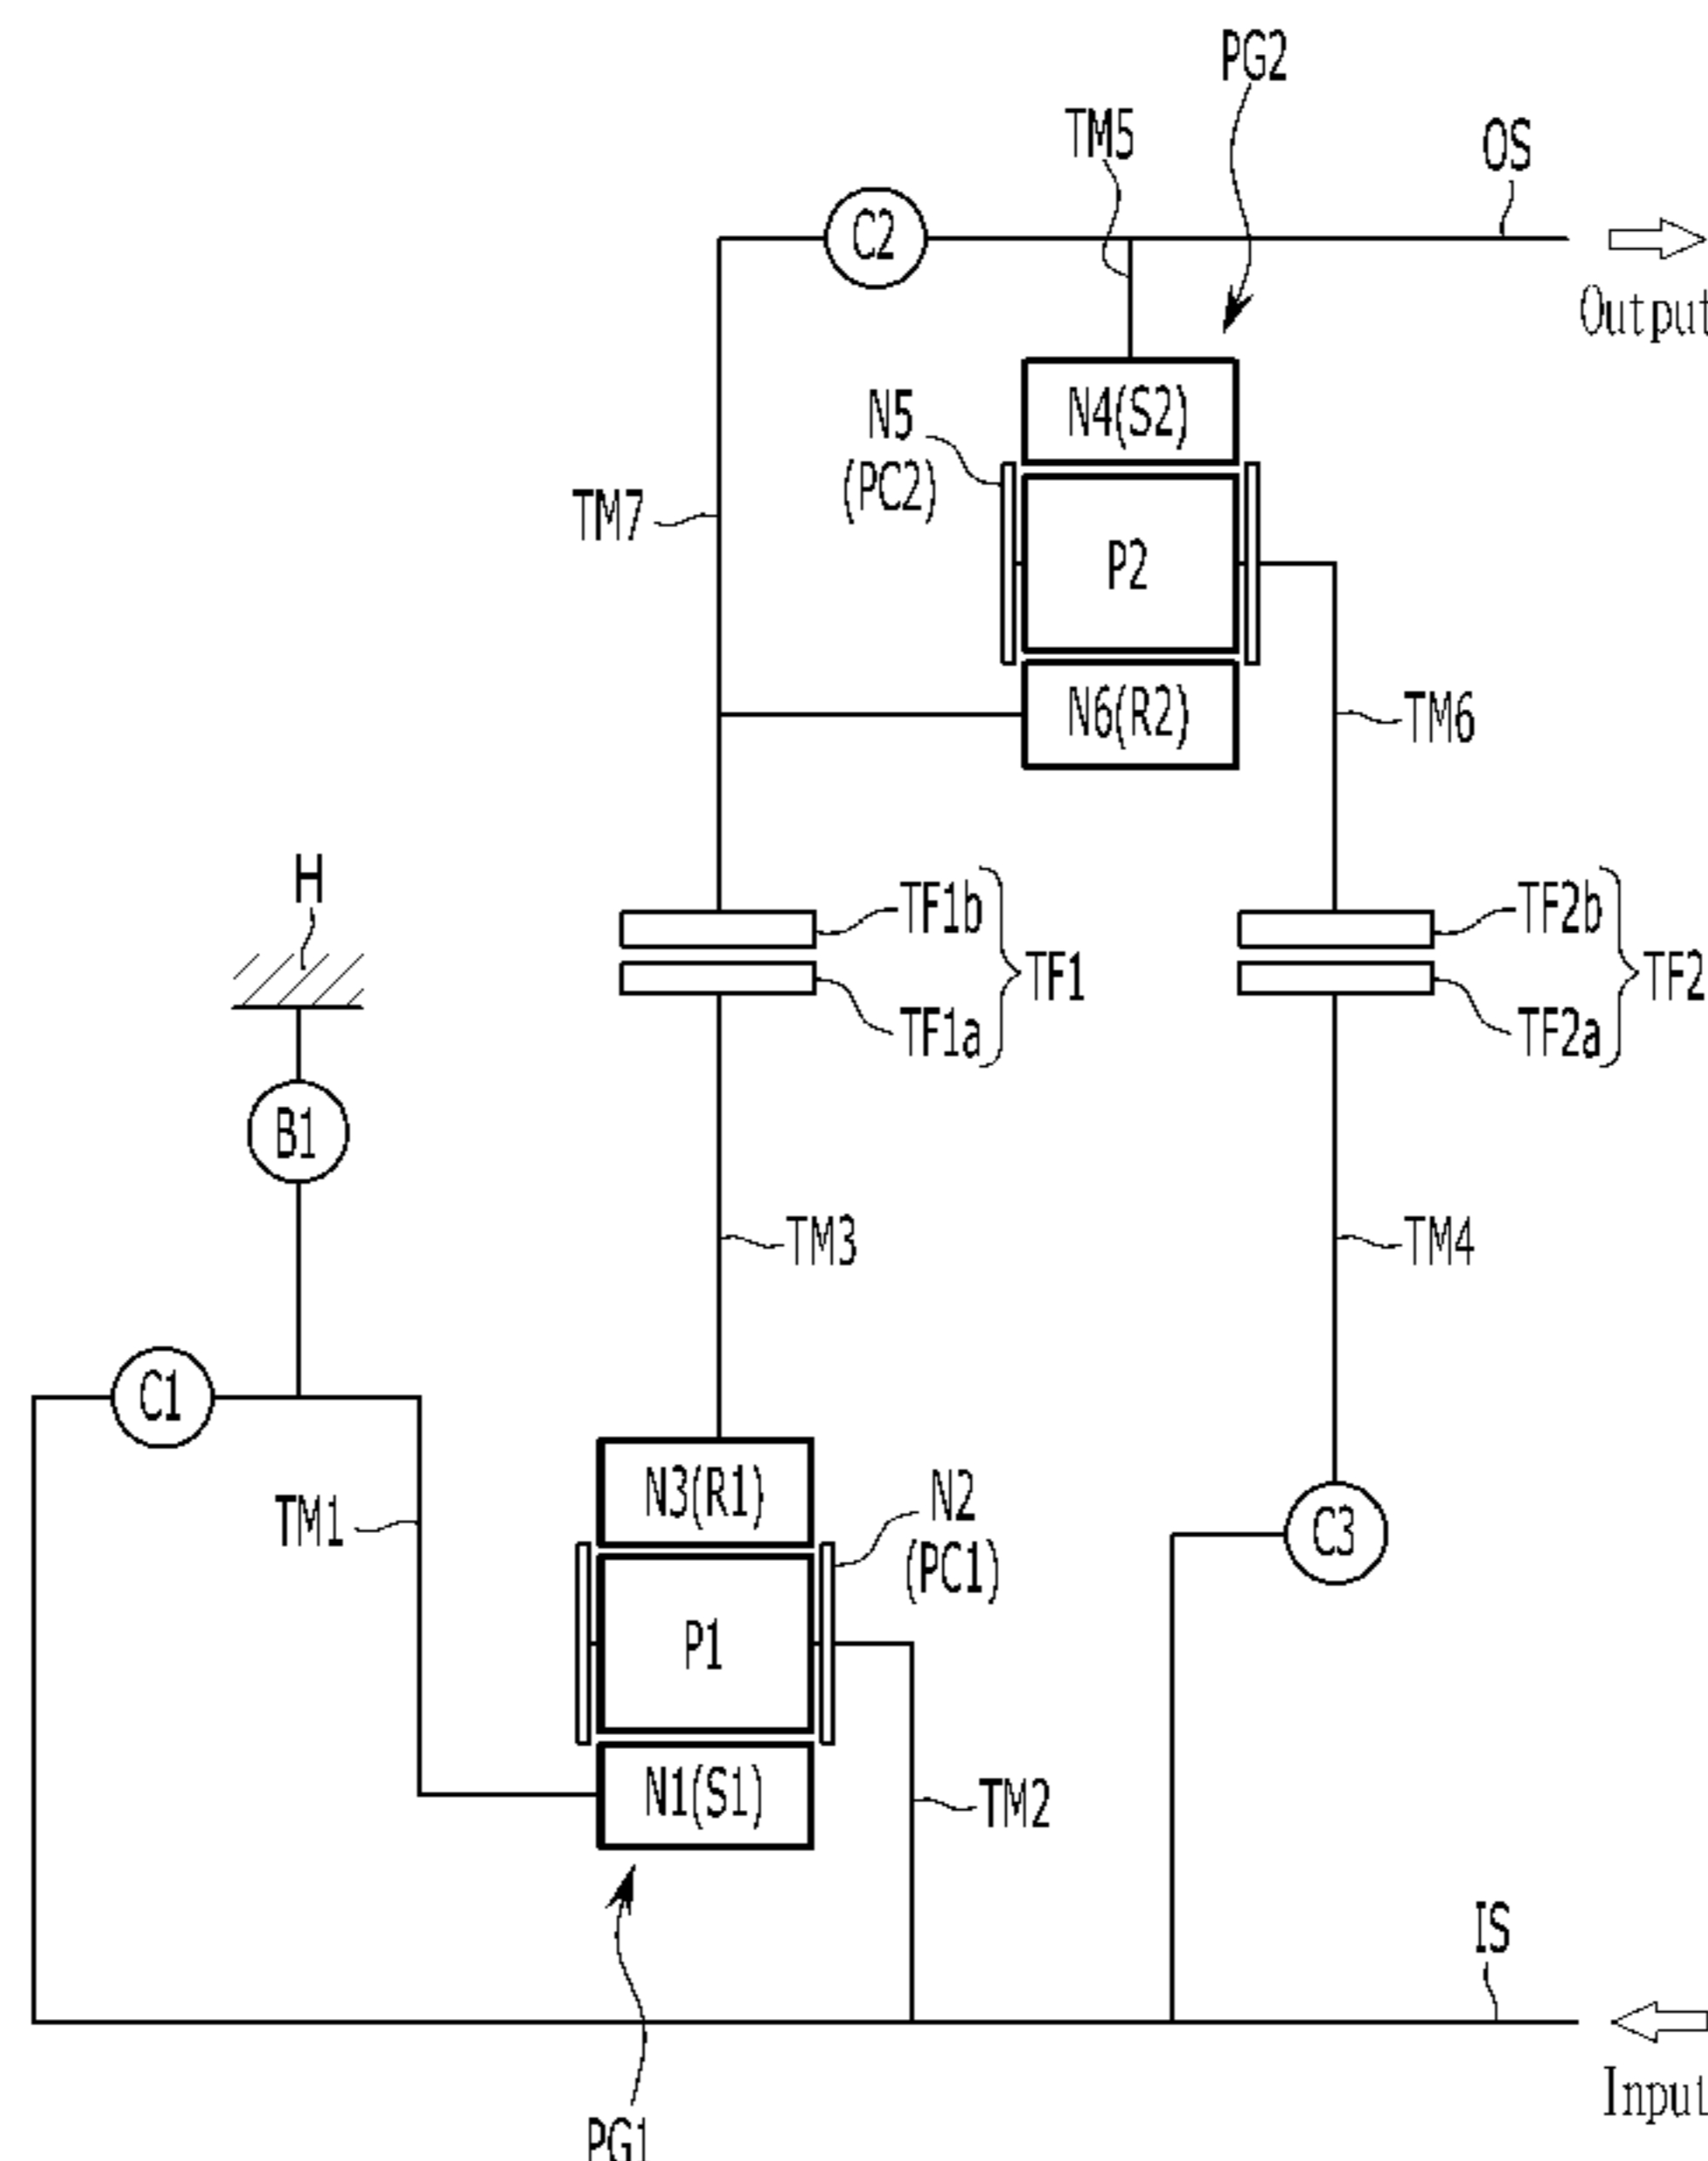 PG2
TM5
OS
C2
Output
N5
(PC2)
N4(S2)
TM7
P2
N6(R2)
TM6
H
TF1b
TF1
TF1a
TF2b
TF2
TF2a
B1
TM3
TM4
C1
TM1
N3(R1)
N2
(PC1)
C3
P1
N1(S1)
TM2
IS
Input
PG1